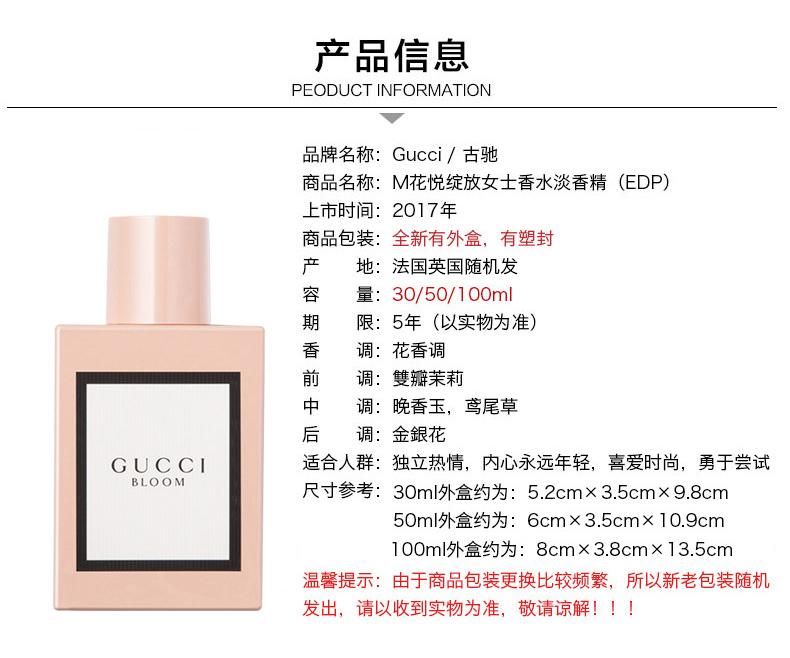 产品信息
PEODUCT INFORMATION
品牌名称：Gucci / 古驰
商品名称：M花悦绽放女士香水淡香精（EDP）
上市时间：2017年
商品包装：全新有外盒，有塑封
产 地：法国英国随机发
容 量：30/50/100ml
期 限：5年（以实物为准）
香 调：花香调
前 调：雙瓣茉莉
中 调：晚香玉，鸢尾草
后 调：金銀花
适合人群：独立热情，内心永远年轻，喜爱时尚，勇于尝试
尺寸参考：30ml外盒约为：5.2cm×3.5cm×9.8cm
50ml外盒约为：6cm×3.5cm×10.9cm
100ml外盒约为：8cm×3.8cm×13.5cm
温馨提示：由于商品包装更换比较频繁，所以新老包装随机
发出，请以收到实物为准，敬请谅解！！！
GUCCI
BLOOM